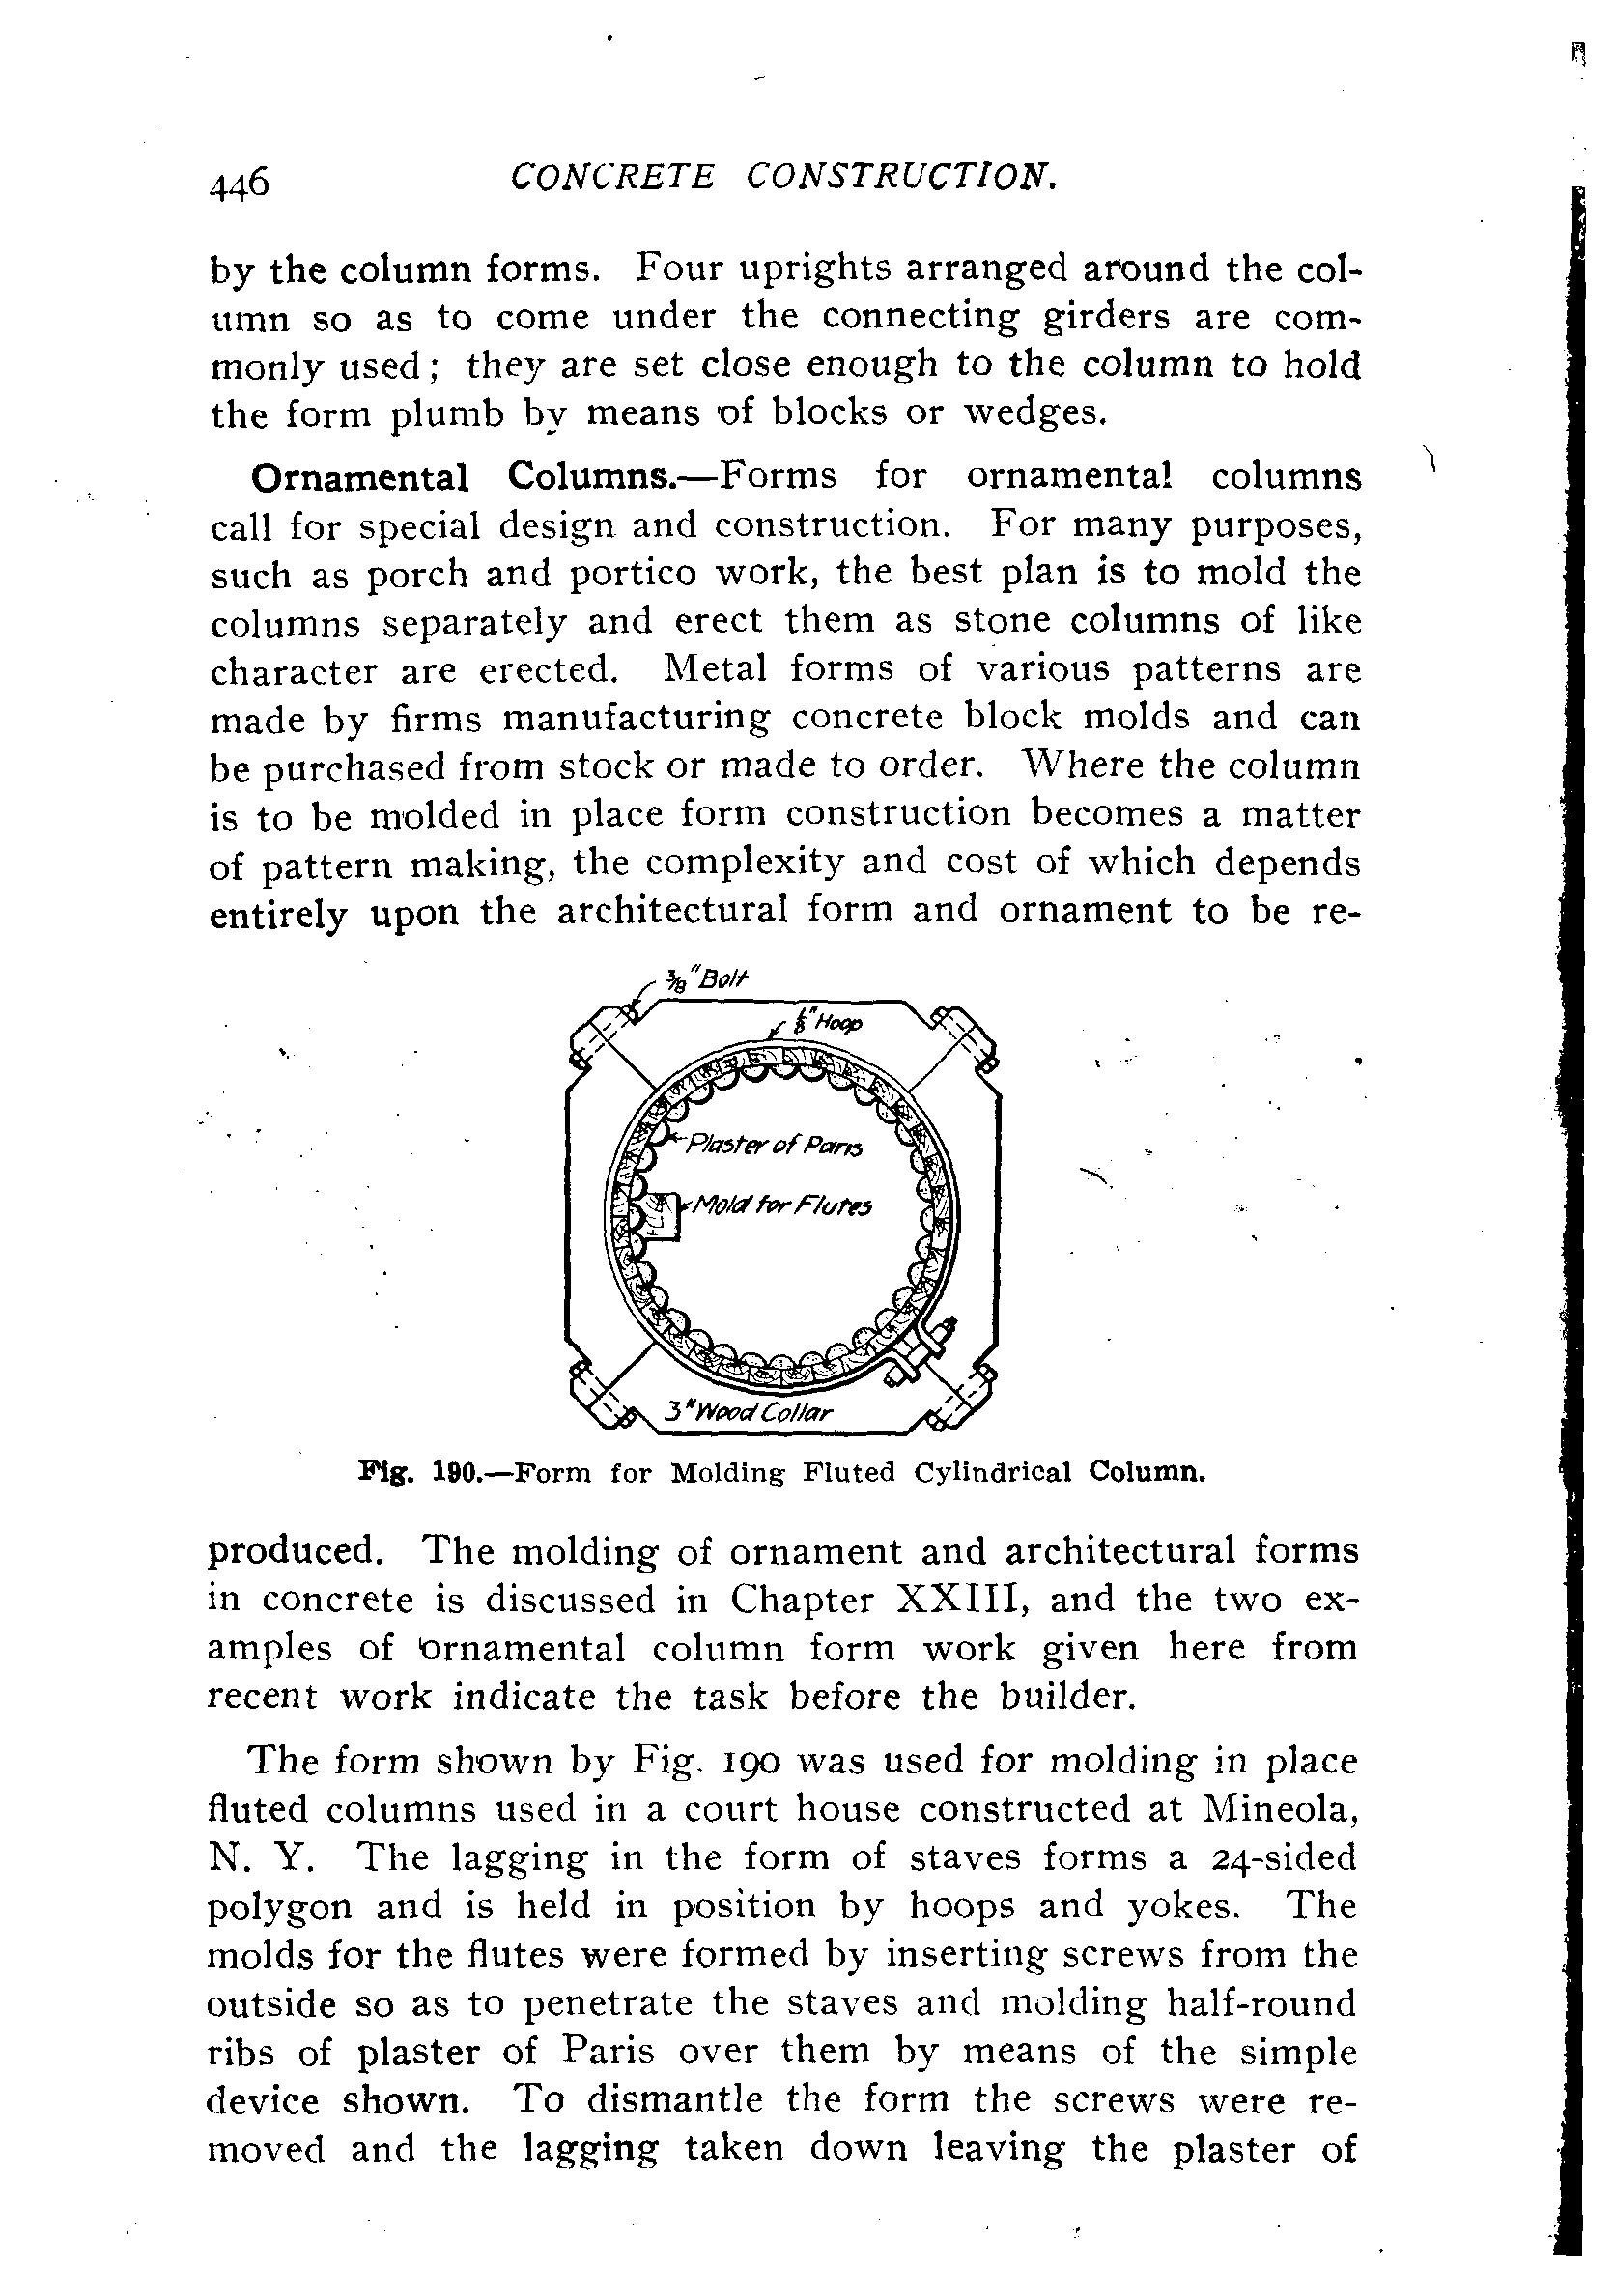 446 CONCRETE CONSTRUCTION.
by the column forms. Four uprights arranged around the col-
umn so as to come under the connecting girders are com-
monly used; they are set close enough to the column to hold
the form plumb by means of blocks or wedges.
Ornamental Columns.—Forms for ornamental columns
call for special design and construction. For many purposes,
such as porch and portico work, the best plan is to mold the
columns separately and erect them as stone columns of like
character are erected. Metal forms of various patterns are
made by firms manufacturing concrete block molds and can
be purchased from stock or made to order. Where the column
is to be molded in place form construction becomes a matter
of pattern making, the complexity and cost of which depends
entirely upon the architectural form and ornament to be re-
⅜" Bolt
Hoop
Plaster of Paris
Mold for Flutes
3" Wood Collar
Fig. 190.—Form for Molding Fluted Cylindrical Column.
produced. The molding of ornament and architectural forms
in concrete is discussed in Chapter XXIII, and the two ex-
amples of ornamental column form work given here from
recent work indicate the task before the builder.
The form shown by Fig. 190 was used for molding in place
fluted columns used in a court house constructed at Mineola,
N. Y. The lagging in the form of staves forms a 24-sided
polygon and is held in position by hoops and yokes. The
molds for the flutes were formed by inserting screws from the
outside so as to penetrate the staves and molding half-round
ribs of plaster of Paris over them by means of the simple
device shown. To dismantle the form the screws were re-
moved and the lagging taken down leaving the plaster of